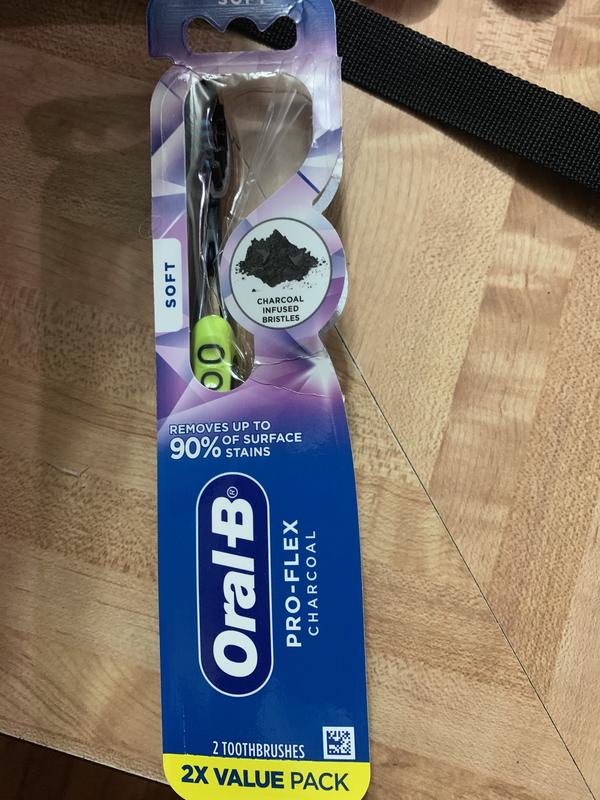 SOFT
SOFT
CHARCOAL
INFUSED
BRISTLES
REMOVES UP TO
90% OF SURFACE
STAINS
Oral-B®
PRO-FLEX
CHARCOAL
2 TOOTHBRUSHES
2X VALUE PACK